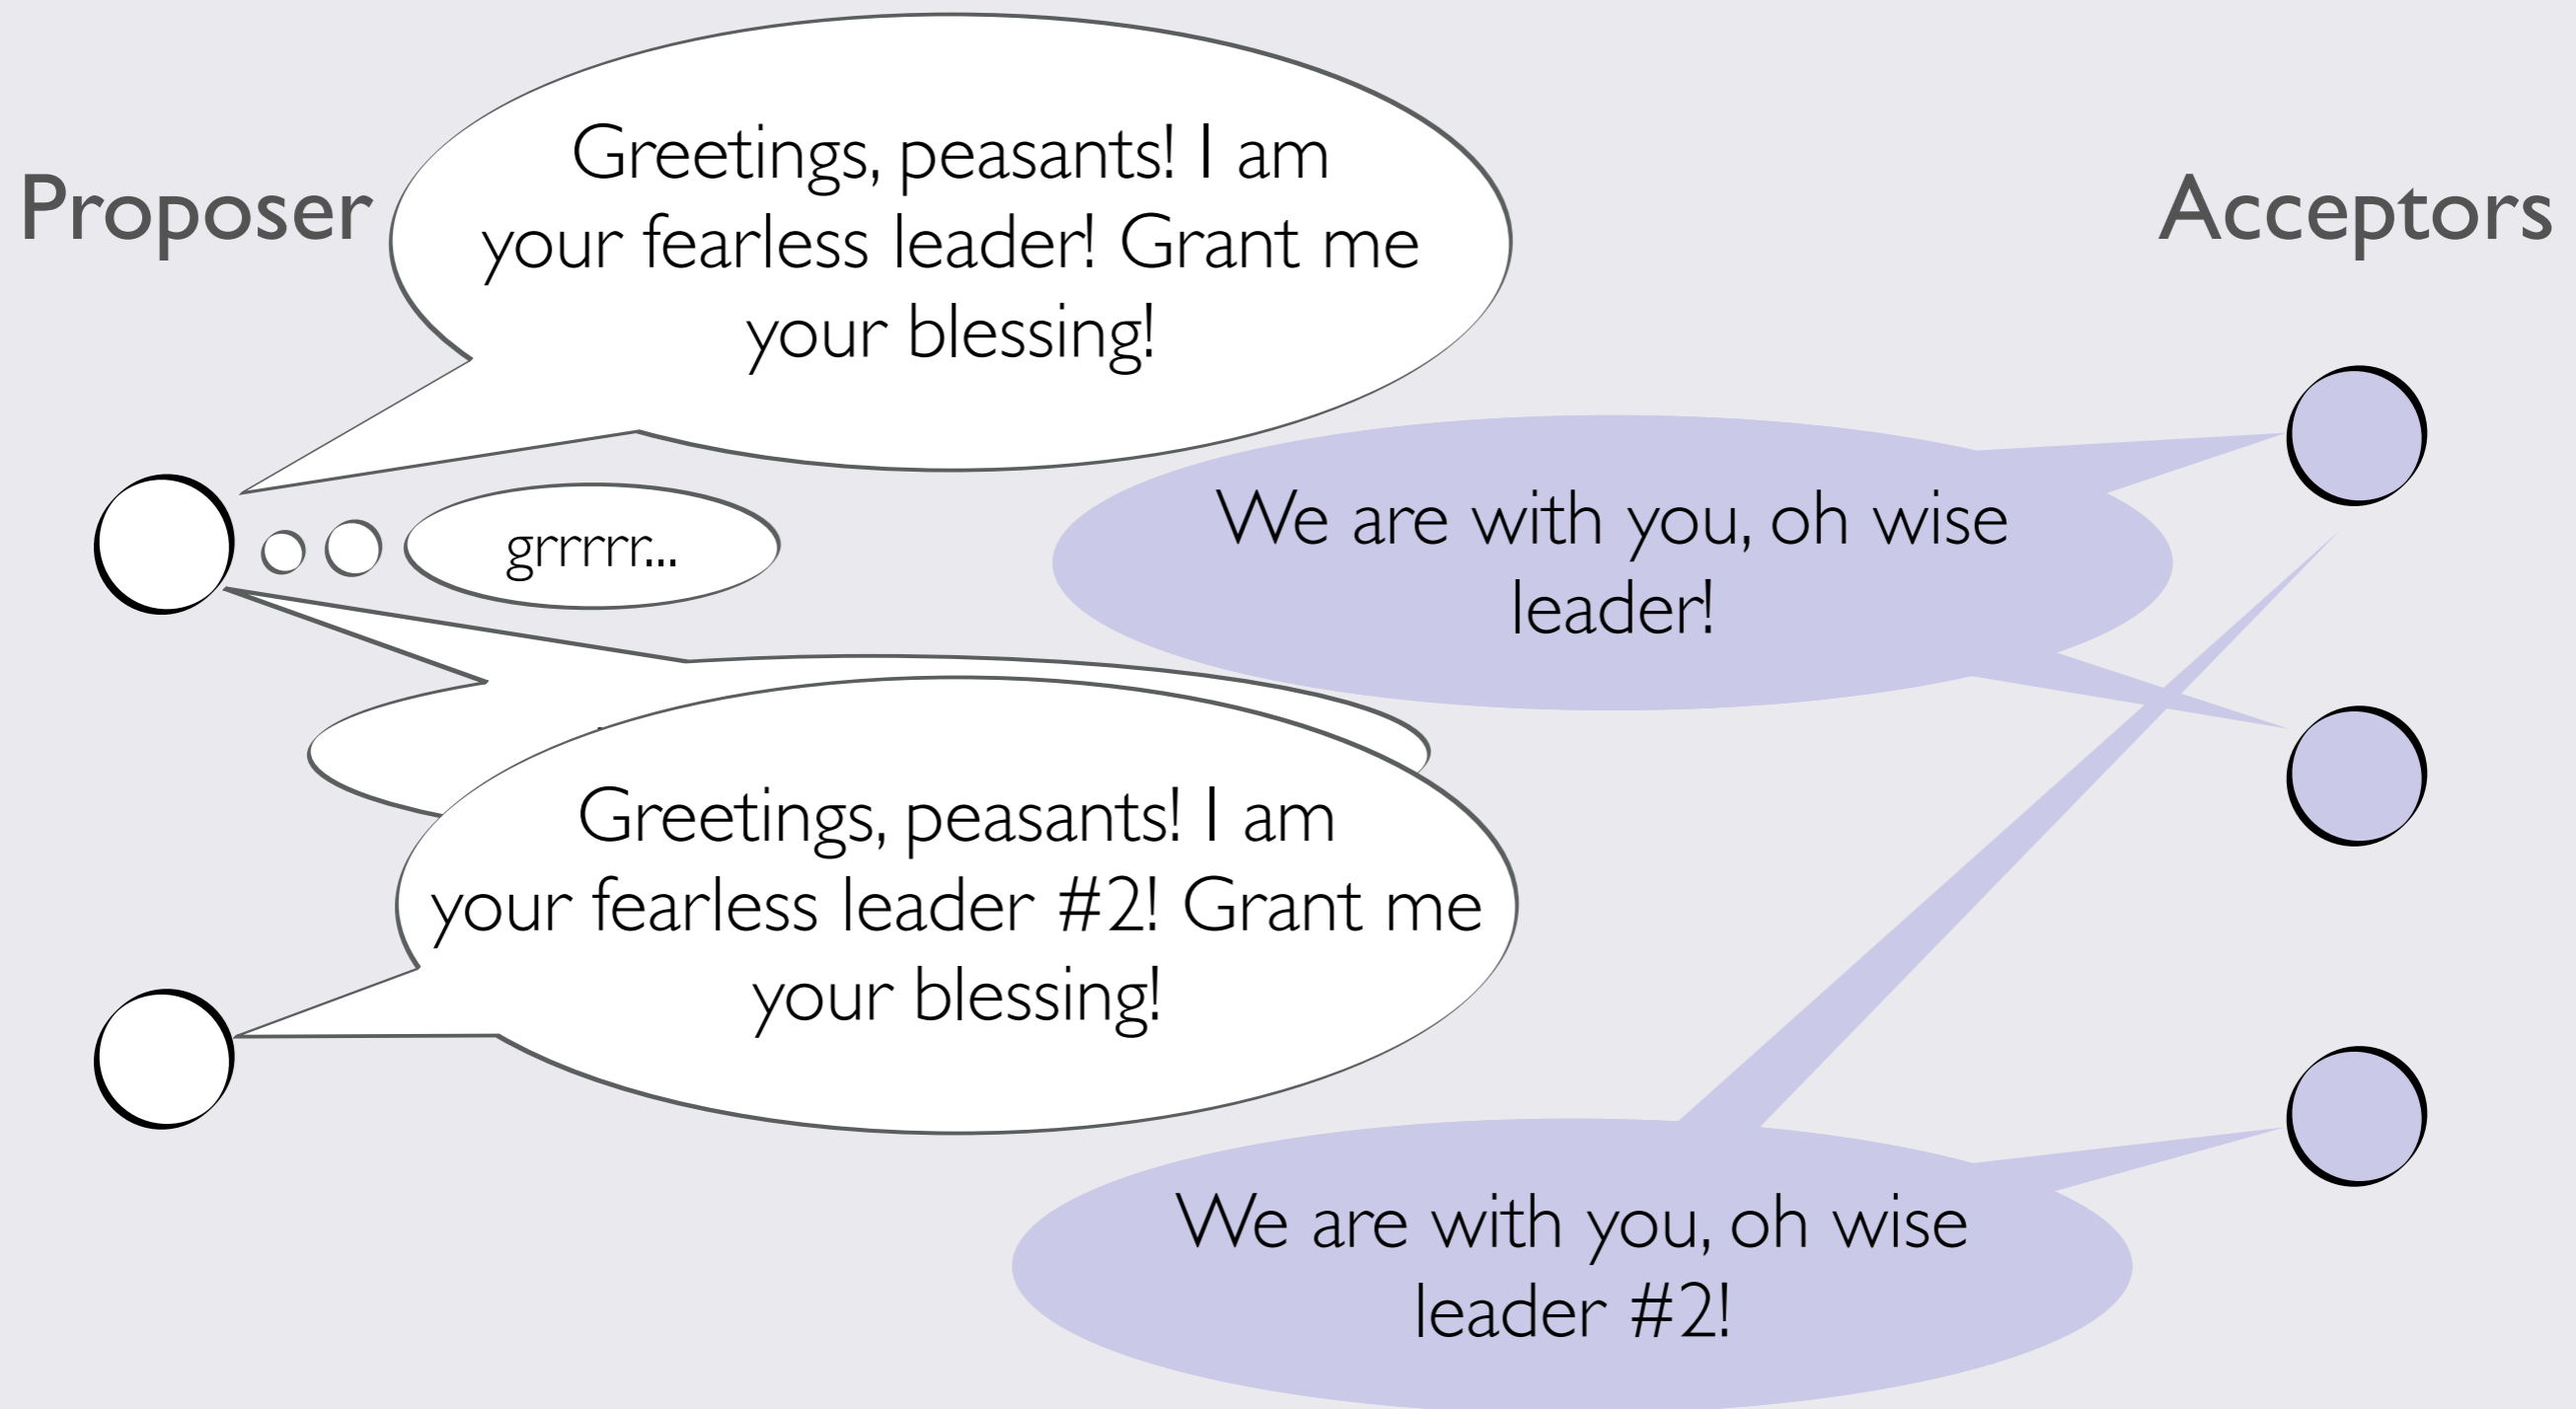 Proposer
Greetings, peasants! I am
your fearless leader! Grant me
your blessing!
Acceptors
We are with you, oh wise
leader!
grrrrr...
Greetings, peasants! I am
your fearless leader #2! Grant me
your blessing!
We are with you, oh wise
leader #2!